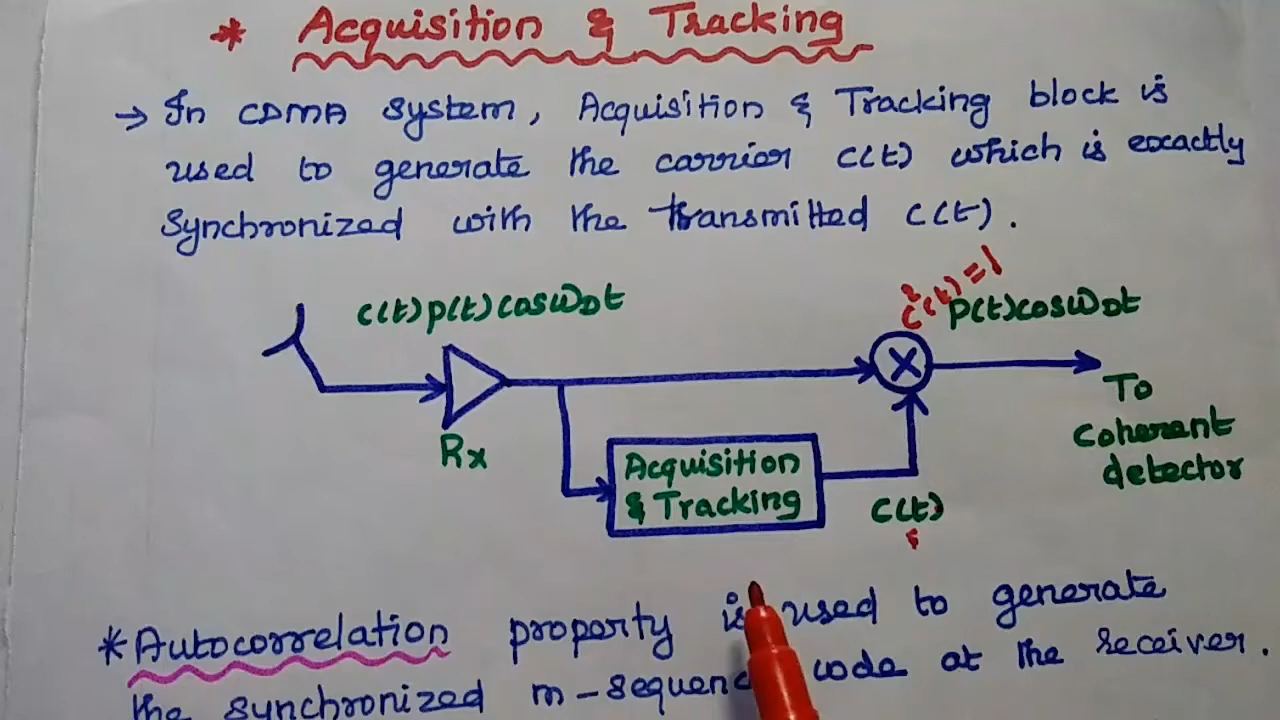 * Acquisition & Tracking
→ In CDMA system, Acquisition & Tracking block is
used to generate the carrier c(t) which is exactly
Synchronized with the transmitted c(t).
c(t)p(t)cosω₀t
c²(t)=1
p(t)cosω₀t
Rx
Acquisition
& Tracking
c(t)
To
coherent
detector
* Autocorrelation property is used to generate
the synchronized m-sequence code at the receiver.